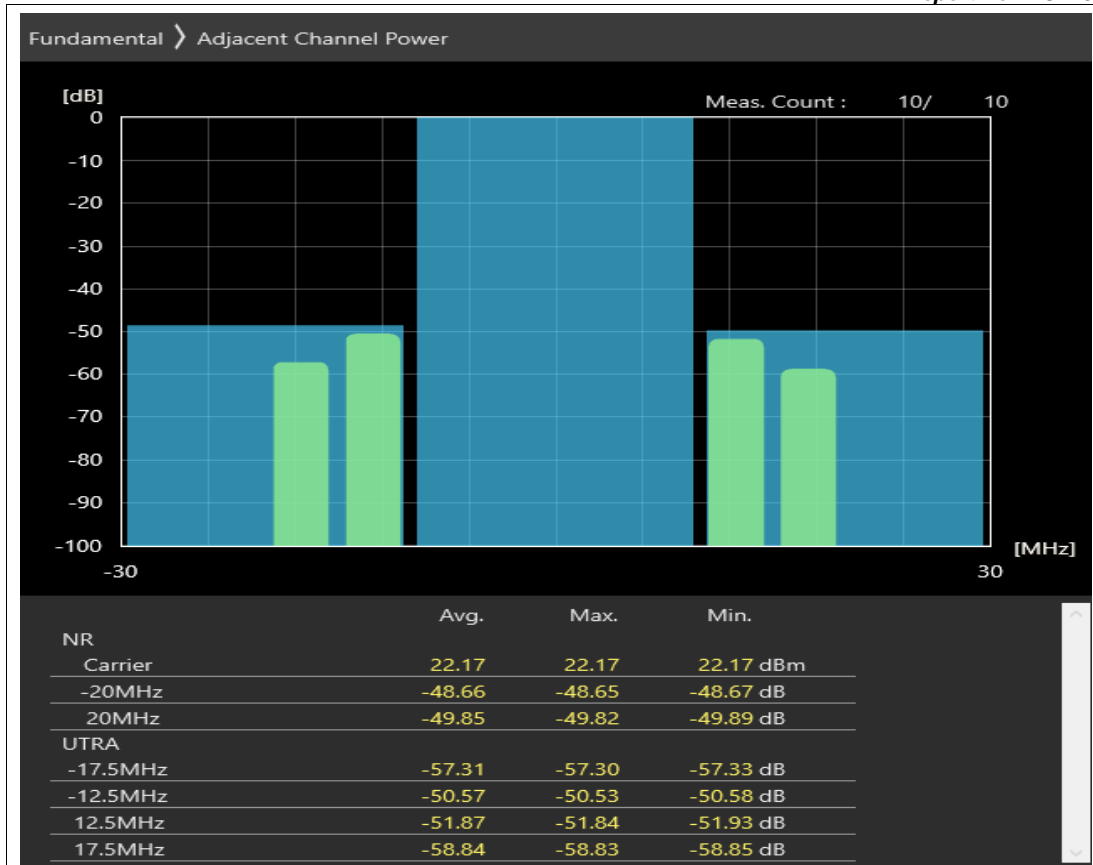 Fundamental ❭ Adjacent Channel Power
[dB]
Meas. Count : 10/ 10
0
-10
-20
-30
-40
-50
-60
-70
-80
-90
-100
[MHz]
-30 30
Avg. Max. Min.
NR
Carrier 22.17 22.17 22.17 dBm
-20MHz -48.66 -48.65 -48.67 dB
20MHz -49.85 -49.82 -49.89 dB
UTRA
-17.5MHz -57.31 -57.30 -57.33 dB
-12.5MHz -50.57 -50.53 -50.58 dB
12.5MHz -51.87 -51.84 -51.93 dB
17.5MHz -58.84 -58.83 -58.85 dB